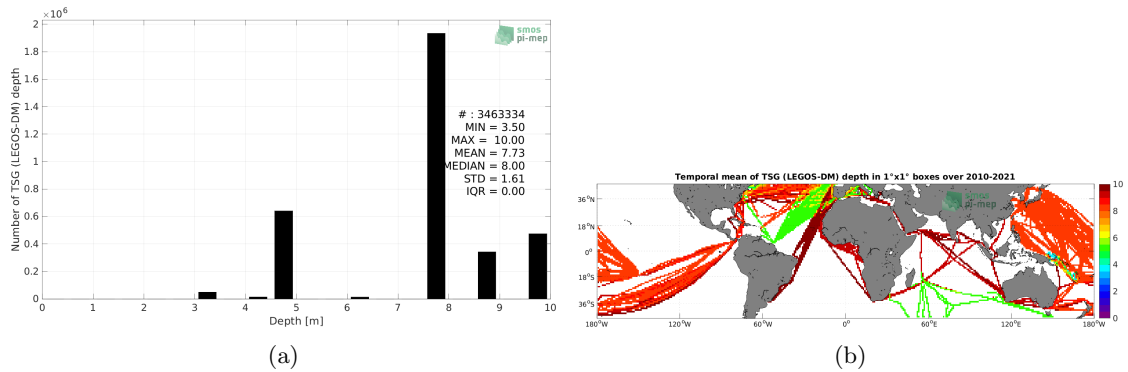 ×10⁶
2
1.8
1.6
1.4
1.2
1
0.8
0.6
0.4
0.2
0
Number of TSG (LEGOS-DM) depth
smos
pi-mep
# : 3463334
MIN = 3.50
MAX = 10.00
MEAN = 7.73
MEDIAN = 8.00
STD = 1.61
IQR = 0.00
0 1 2 3 4 5 6 7 8 9 10
Depth [m]
(a)
Temporal mean of TSG (LEGOS-DM) depth in 1°x1° boxes over 2010-2021
smos
pi-mep
36°N
18°N
0°
18°S
36°S
180°W 120°W 60°W 0° 60°E 120°E 180°W
10
8
6
4
2
0
(b)